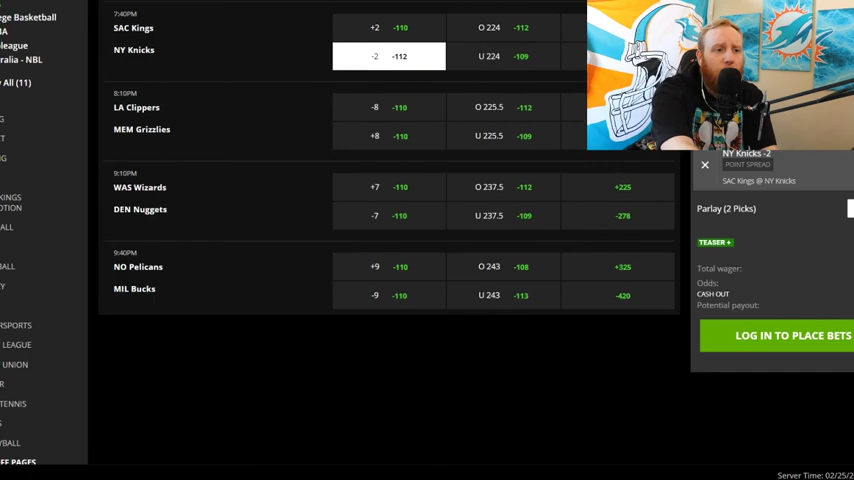 ge Basketball
BA
oleague
ralia - NBL
v All (11)
G
CT
NG
KINGS
OTION
ALL
BALL
Y
RSPORTS
LEAGUE
UNION
R
TENNIS
S
YBALL
FF PAGES
7:40PM
SAC Kings +2 -110 O 224 -112
NY Knicks -2 -112 U 224 -109
8:10PM
LA Clippers -8 -110 O 225.5 -112
MEM Grizzlies +8 -110 U 225.5 -109
9:10PM
WAS Wizards +7 -110 O 237.5 -112 +225
DEN Nuggets -7 -110 U 237.5 -109 -278
9:40PM
NO Pelicans +9 -110 O 243 -108 +325
MIL Bucks -9 -110 U 243 -113 -420
NY Knicks -2
POINT SPREAD
SAC Kings @ NY Knicks
Parlay (2 Picks)
TEASER +
Total wager:
Odds:
CASH OUT
Potential payout:
LOG IN TO PLACE BETS
Server Time: 02/25/2